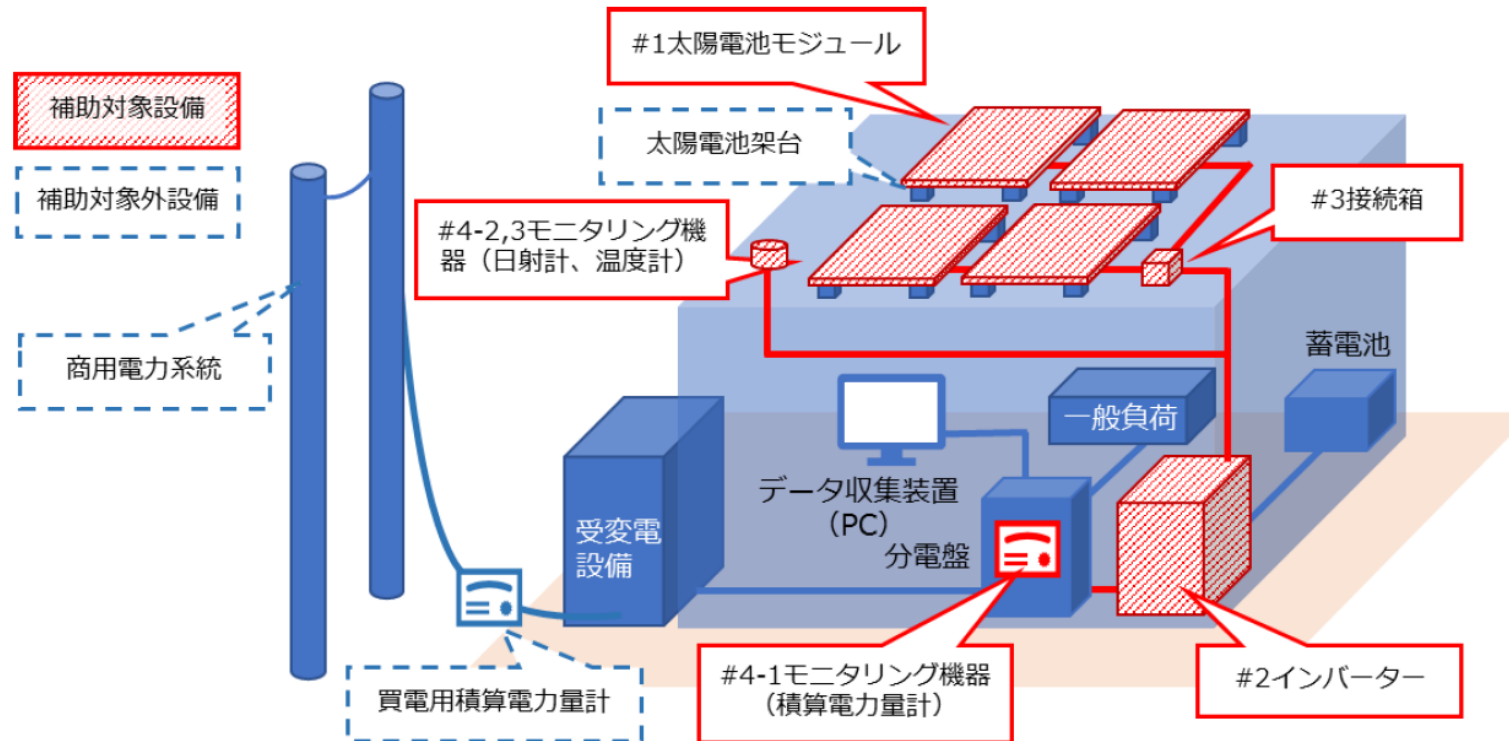 #1太陽電池モジュール
補助対象設備
太陽電池架台
補助対象外設備
#3接続箱
#4-2,3モニタリング機
器（日射計、温度計）
商用電力系統
蓄電池
一般負荷
データ収集装置
（PC）
分電盤
受変電
設備
#4-1モニタリング機器
（積算電力量計）
#2インバーター
買電用積算電力量計